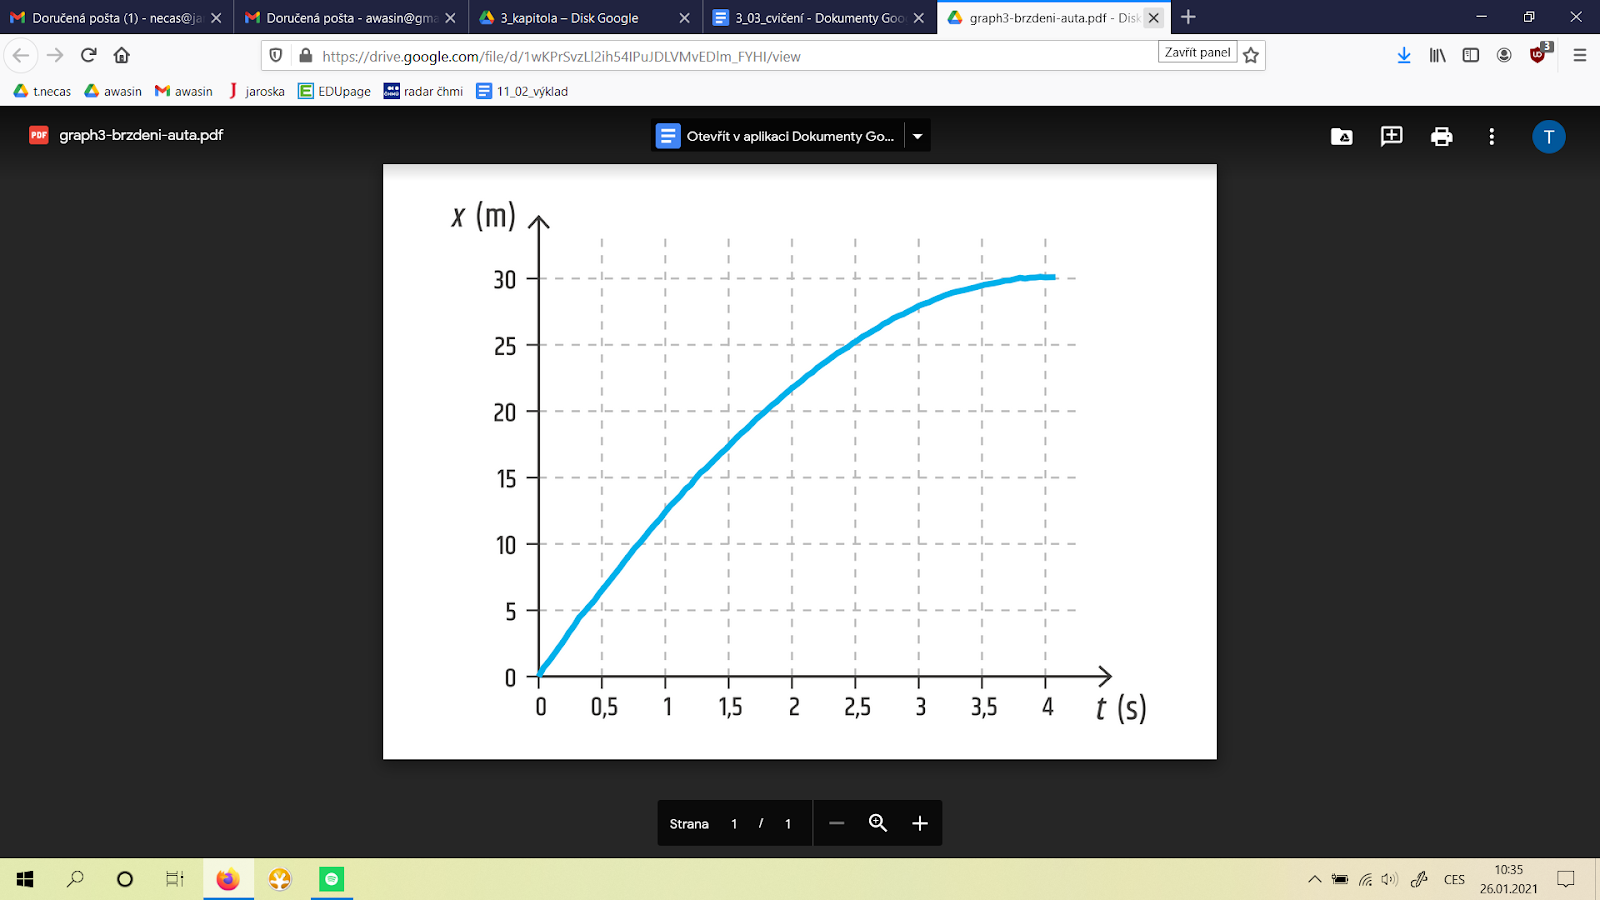 Doručená pošta (1) - necas@ja
Doručená pošta - awasin@gma
3_kapitola – Disk Google
3_03_cvičení - Dokumenty Goo
graph3-brzdeni-auta.pdf - Disk
https://drive.google.com/file/d/1wKPrSvzLl2ih54IPuJDLVMvEDlm_FYHI/view
Zavřít panel
3
t.necas
awasin
awasin
jaroska
EDUpage
radar čhmi
11_02_výklad
PDF
graph3-brzdeni-auta.pdf
Otevřít v aplikaci Dokumenty Go...
T
x (m)
30
25
20
15
10
5
0
0 0,5 1 1,5 2 2,5 3 3,5 4 t (s)
Strana 1 / 1
CES
10:35
26.01.2021